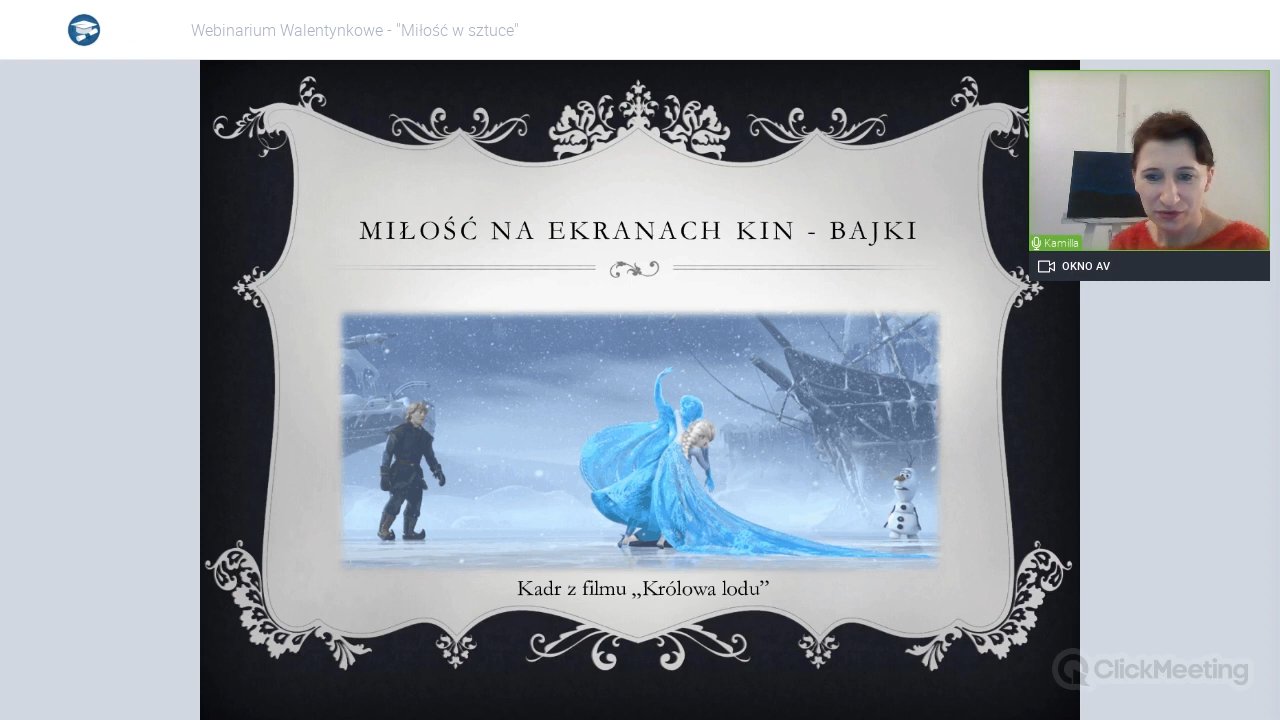 Webinarium Walentynkowe - "Miłość w sztuce"
MIŁOŚĆ NA EKRANACH KIN - BAJKI
Kamilla
OKNO AV
Kadr z filmu „Królowa lodu”
ClickMeeting